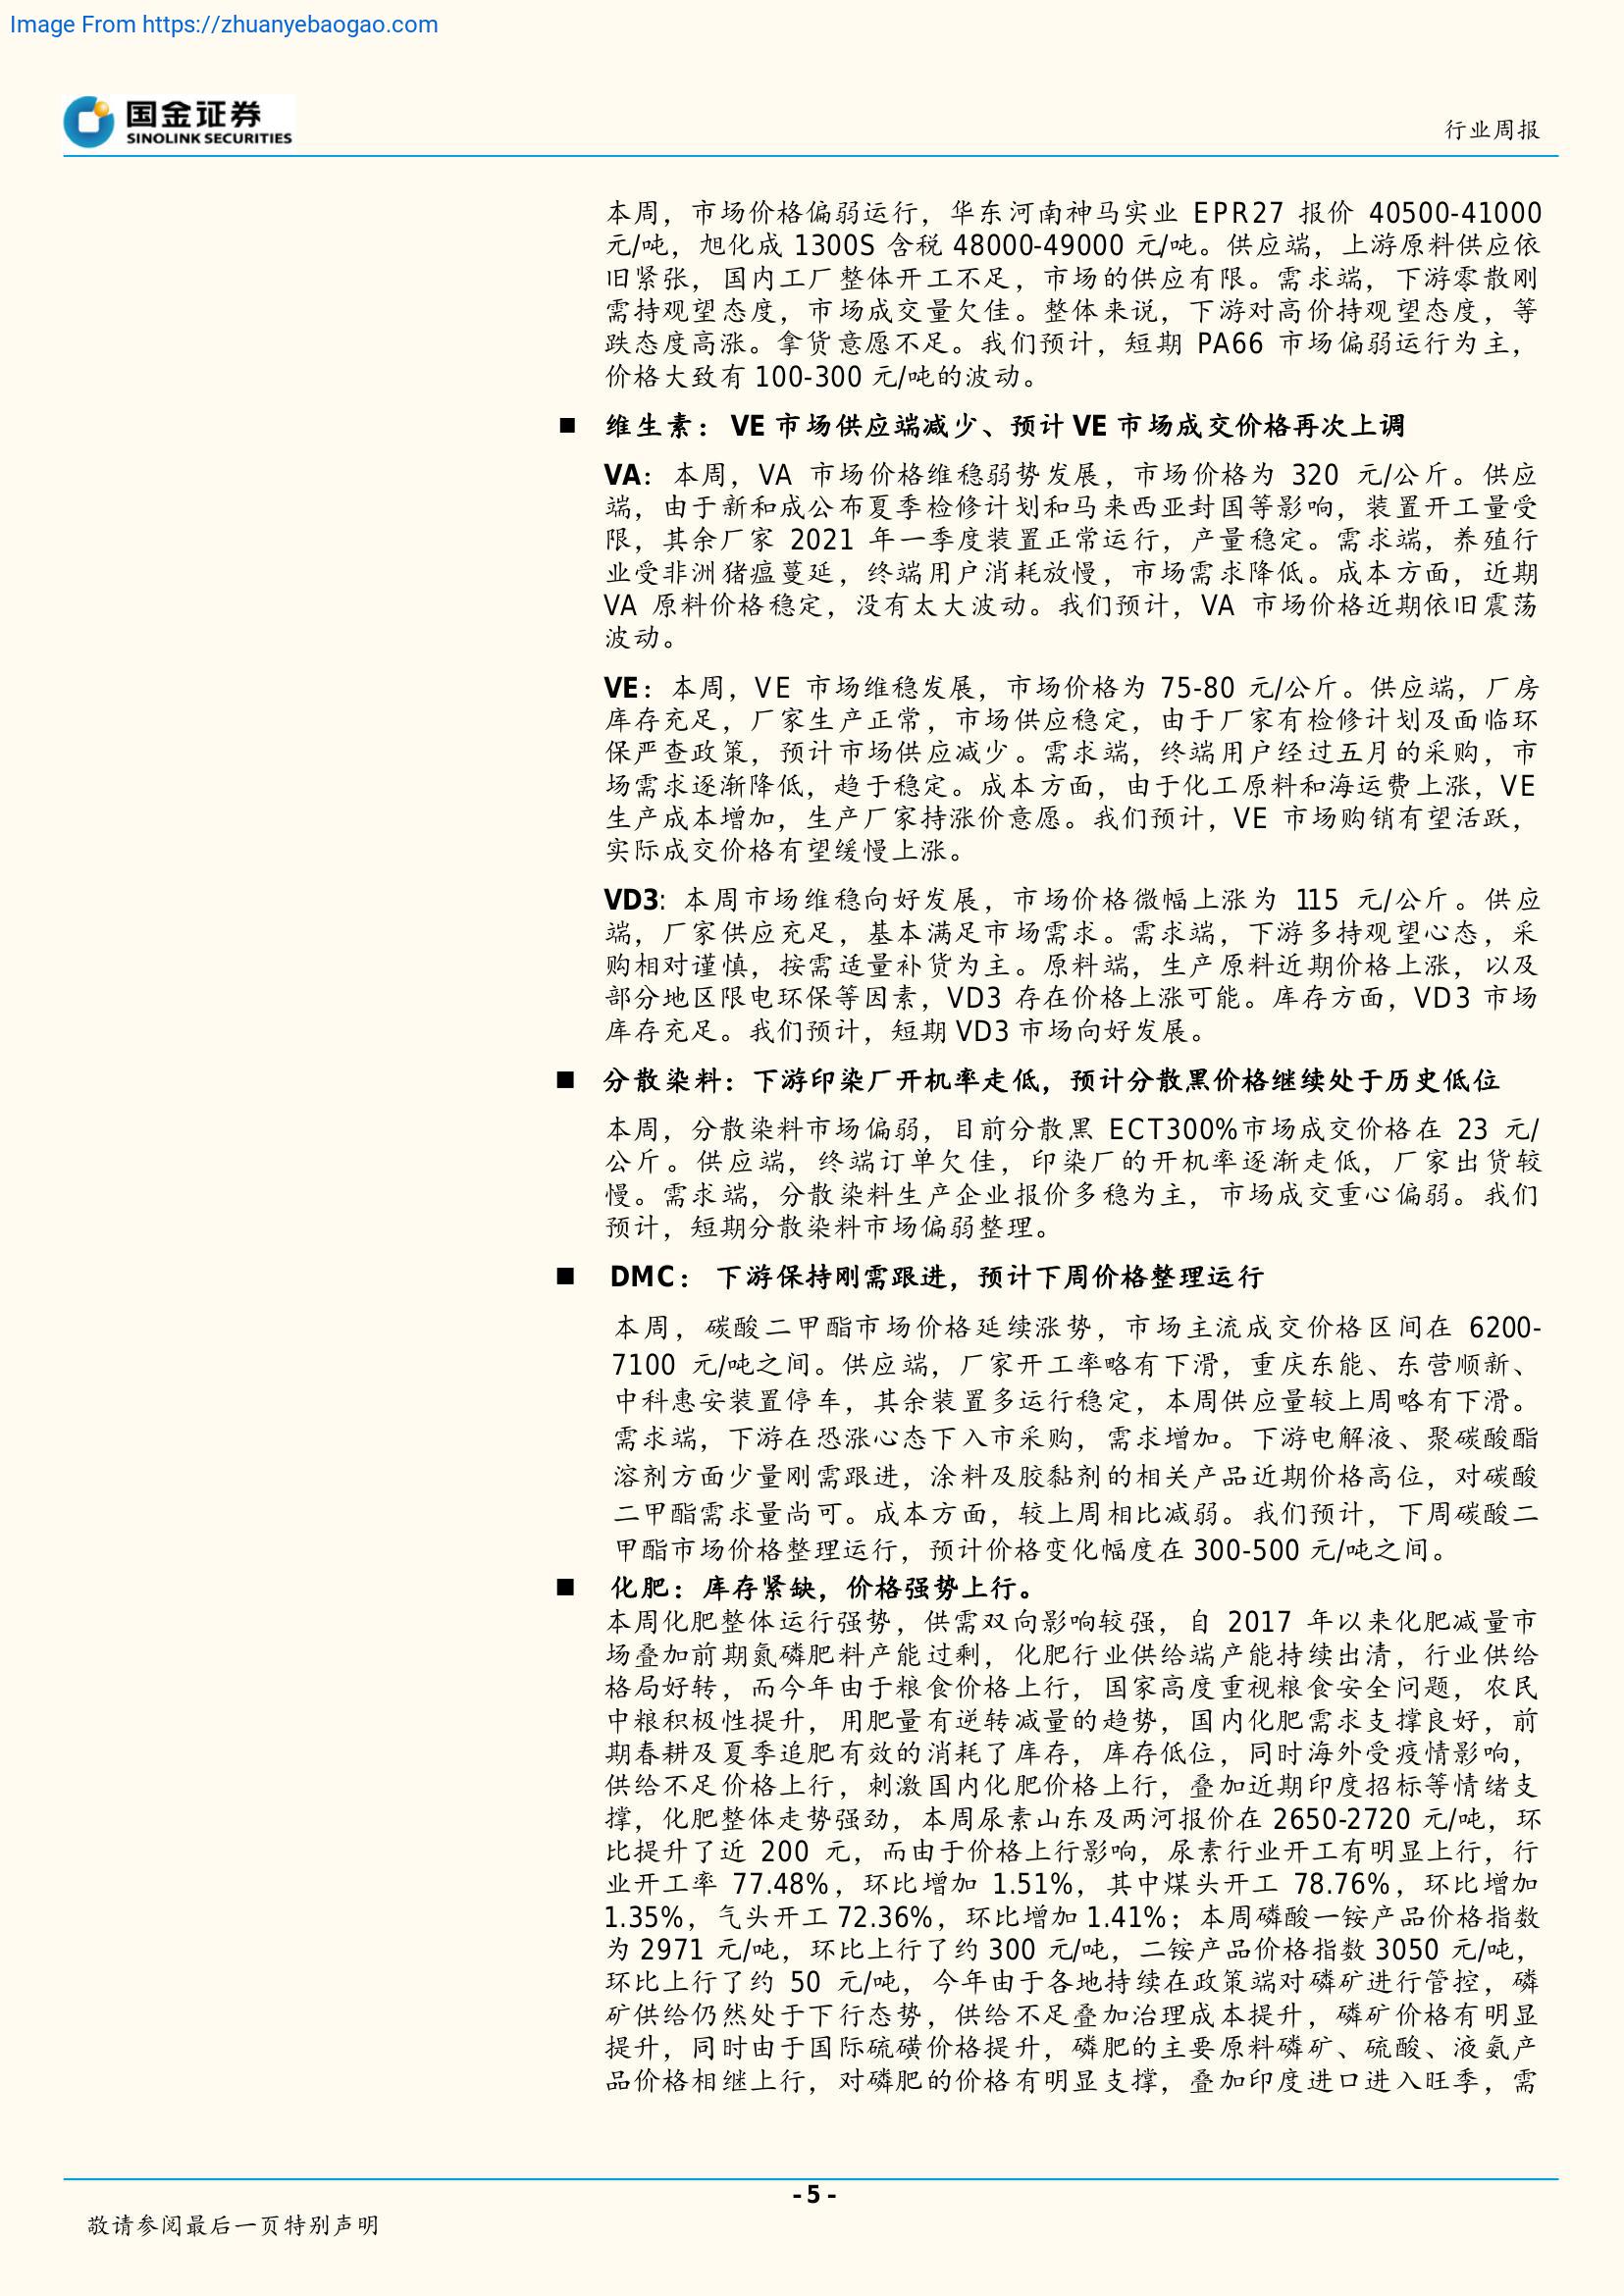 Image From https://zhuanyebaogao.com
国金证券
SINOLINK SECURITIES
行业周报
本周，市场价格偏弱运行，华东河南神马实业 EPR27 报价 40500-41000
元/吨，旭化成 1300S 含税 48000-49000 元/吨。供应端，上游原料供应依
旧紧张，国内工厂整体开工不足，市场的供应有限。需求端，下游零散刚
需持观望态度，市场成交量欠佳。整体来说，下游对高价持观望态度，等
跌态度高涨。拿货意愿不足。我们预计，短期 PA66 市场偏弱运行为主，
价格大致有 100-300 元/吨的波动。
■ 维生素：VE 市场供应端减少、预计 VE 市场成交价格再次上调
VA：本周，VA 市场价格维稳弱势发展，市场价格为 320 元/公斤。供应
端，由于新和成公布夏季检修计划和马来西亚封国等影响，装置开工量受
限，其余厂家 2021 年一季度装置正常运行，产量稳定。需求端，养殖行
业受非洲猪瘟蔓延，终端用户消耗放慢，市场需求降低。成本方面，近期
VA 原料价格稳定，没有太大波动。我们预计，VA 市场价格近期依旧震荡
波动。
VE：本周，VE 市场维稳发展，市场价格为 75-80 元/公斤。供应端，厂房
库存充足，厂家生产正常，市场供应稳定，由于厂家有检修计划及面临环
保严查政策，预计市场供应减少。需求端，终端用户经过五月的采购，市
场需求逐渐降低，趋于稳定。成本方面，由于化工原料和海运费上涨，VE
生产成本增加，生产厂家持涨价意愿。我们预计，VE 市场购销有望活跃，
实际成交价格有望缓慢上涨。
VD3: 本周市场维稳向好发展，市场价格微幅上涨为 115 元/公斤。供应
端，厂家供应充足，基本满足市场需求。需求端，下游多持观望心态，采
购相对谨慎，按需适量补货为主。原料端，生产原料近期价格上涨，以及
部分地区限电环保等因素，VD3 存在价格上涨可能。库存方面，VD3 市场
库存充足。我们预计，短期 VD3 市场向好发展。
■ 分散染料：下游印染厂开机率走低，预计分散黑价格继续处于历史低位
本周，分散染料市场偏弱，目前分散黑 ECT300%市场成交价格在 23 元/
公斤。供应端，终端订单欠佳，印染厂的开机率逐渐走低，厂家出货较
慢。需求端，分散染料生产企业报价多稳为主，市场成交重心偏弱。我们
预计，短期分散染料市场偏弱整理。
■ DMC： 下游保持刚需跟进，预计下周价格整理运行
本周，碳酸二甲酯市场价格延续涨势，市场主流成交价格区间在 6200-
7100 元/吨之间。供应端，厂家开工率略有下滑，重庆东能、东营顺新、
中科惠安装置停车，其余装置多运行稳定，本周供应量较上周略有下滑。
需求端，下游在恐涨心态下入市采购，需求增加。下游电解液、聚碳酸酯
溶剂方面少量刚需跟进，涂料及胶黏剂的相关产品近期价格高位，对碳酸
二甲酯需求量尚可。成本方面，较上周相比减弱。我们预计，下周碳酸二
甲酯市场价格整理运行，预计价格变化幅度在 300-500 元/吨之间。
■ 化肥：库存紧缺，价格强势上行。
本周化肥整体运行强势，供需双向影响较强，自 2017 年以来化肥减量市
场叠加前期氮磷肥料产能过剩，化肥行业供给端产能持续出清，行业供给
格局好转，而今年由于粮食价格上行，国家高度重视粮食安全问题，农民
中粮积极性提升，用肥量有逆转减量的趋势，国内化肥需求支撑良好，前
期春耕及夏季追肥有效的消耗了库存，库存低位，同时海外受疫情影响，
供给不足价格上行，刺激国内化肥价格上行，叠加近期印度招标等情绪支
撑，化肥整体走势强劲，本周尿素山东及两河报价在 2650-2720 元/吨，环
比提升了近 200 元，而由于价格上行影响，尿素行业开工有明显上行，行
业开工率 77.48%，环比增加 1.51%，其中煤头开工 78.76%，环比增加
1.35%，气头开工 72.36%，环比增加 1.41%；本周磷酸一铵产品价格指数
为 2971 元/吨，环比上行了约 300 元/吨，二铵产品价格指数 3050 元/吨，
环比上行了约 50 元/吨，今年由于各地持续在政策端对磷矿进行管控，磷
矿供给仍然处于下行态势，供给不足叠加治理成本提升，磷矿价格有明显
提升，同时由于国际硫磺价格提升，磷肥的主要原料磷矿、硫酸、液氨产
品价格相继上行，对磷肥的价格有明显支撑，叠加印度进口进入旺季，需
- 5 -
敬请参阅最后一页特别声明